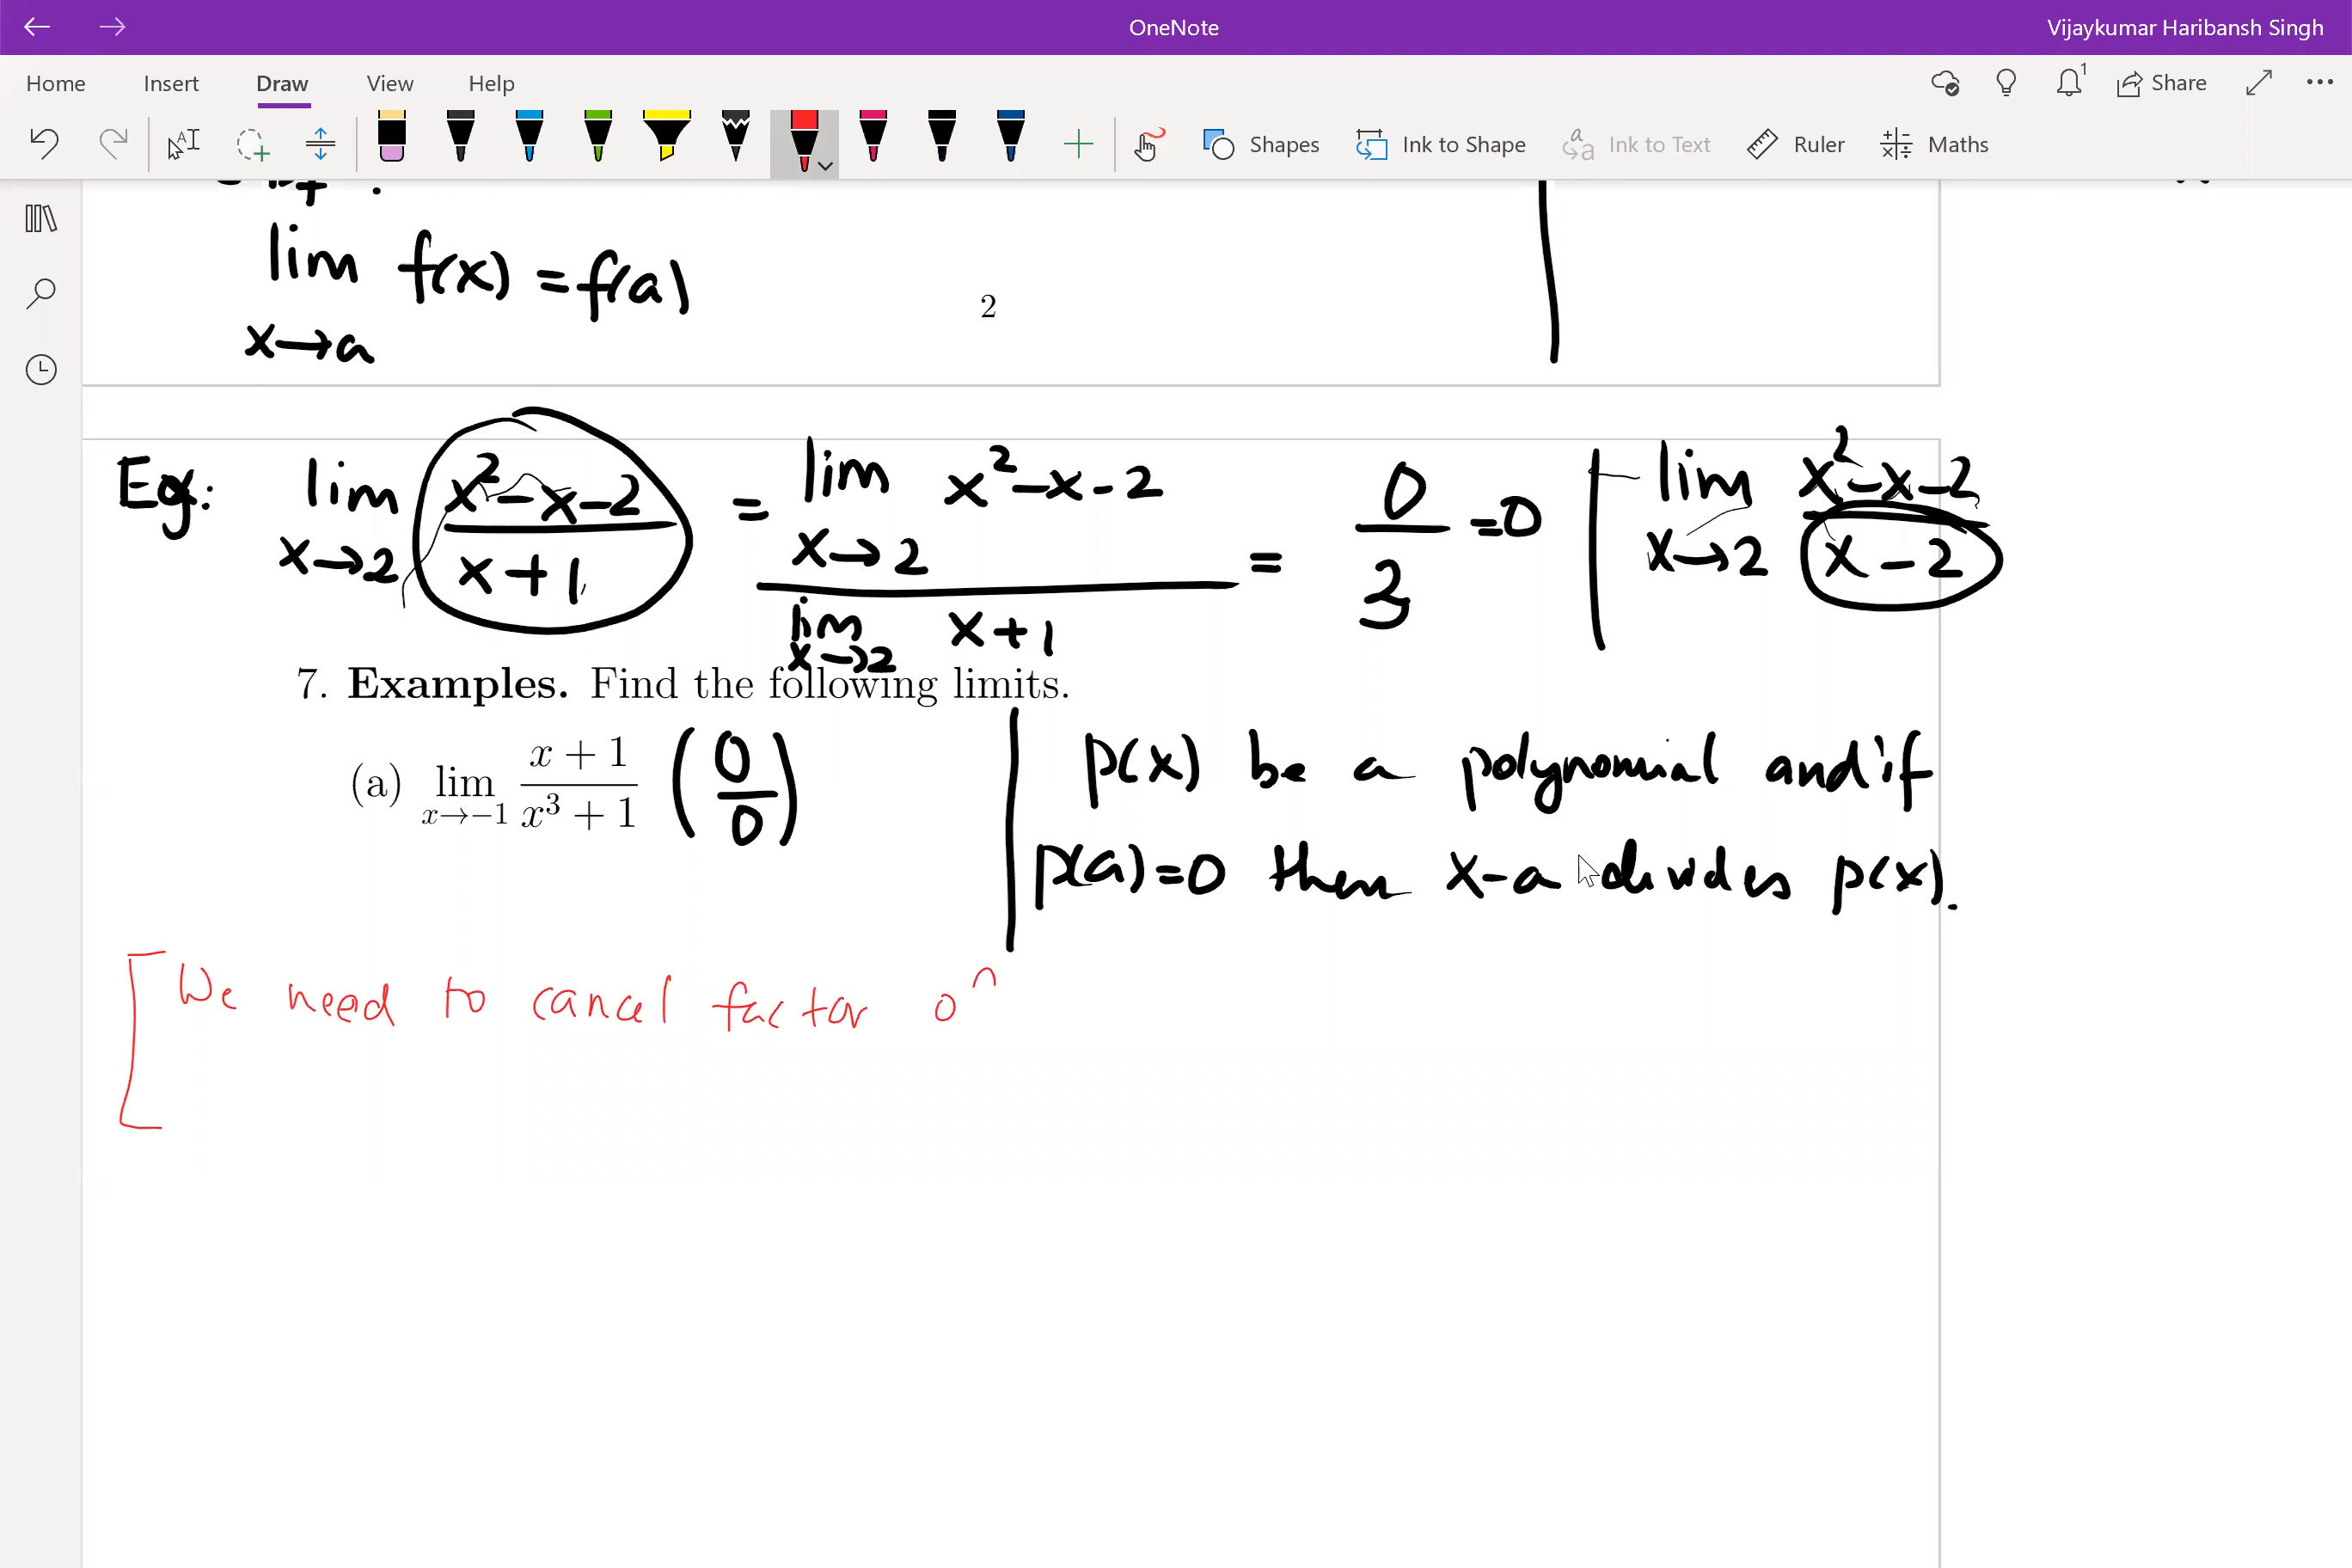 OneNote
Vijaykumar Haribansh Singh
Home Insert Draw View Help
1 Share
Shapes Ink to Shape Ink to Text Ruler Maths
lim f(x) = f(a)
x→a
2
Eg: lim x²-x-2 / x+1 = lim x→2 x²-x-2 / lim x→2 x+1 = 0/3 =0 | lim x²-x-2 / x-2
x→2 x→2
7. Examples. Find the following limits.
(a) lim x→−1 x + 1 / x³ + 1 (0/0)
p(x) be a polynomial and if
p(a)=0 then x-a divides p(x).
We need to cancel factor o